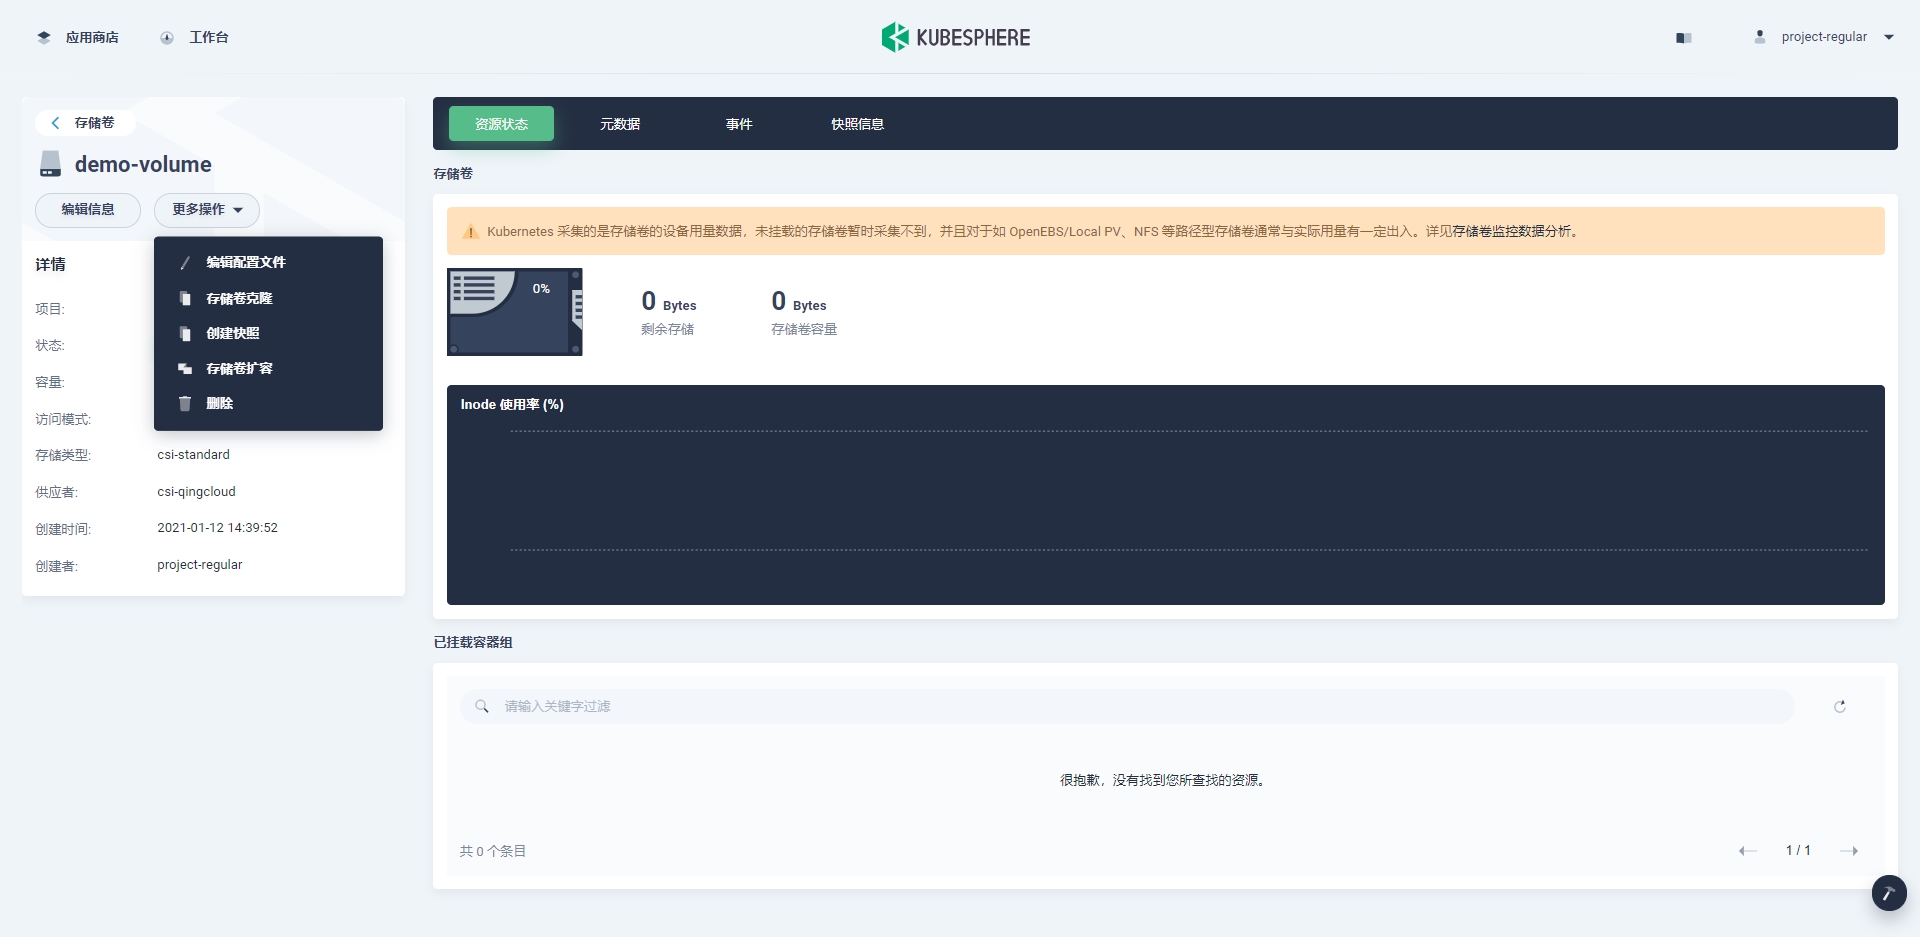 应用商店
工作台
KUBESPHERE
project-regular
存储卷
demo-volume
编辑信息
更多操作
编辑配置文件
存储卷克隆
创建快照
存储卷扩容
删除
详情
项目:
状态:
容量:
访问模式:
存储类型: csi-standard
供应者: csi-qingcloud
创建时间: 2021-01-12 14:39:52
创建者: project-regular
资源状态
元数据
事件
快照信息
存储卷
Kubernetes 采集的是存储卷的设备用量数据，未挂载的存储卷暂时采集不到，并且对于如 OpenEBS/Local PV、NFS 等路径型存储卷通常与实际用量有一定出入。详见存储卷监控数据分析。
0%
0 Bytes
剩余存储
0 Bytes
存储卷容量
Inode 使用率 (%)
已挂载容器组
请输入关键字过滤
很抱歉，没有找到您所查找的资源。
共 0 个条目
1 / 1